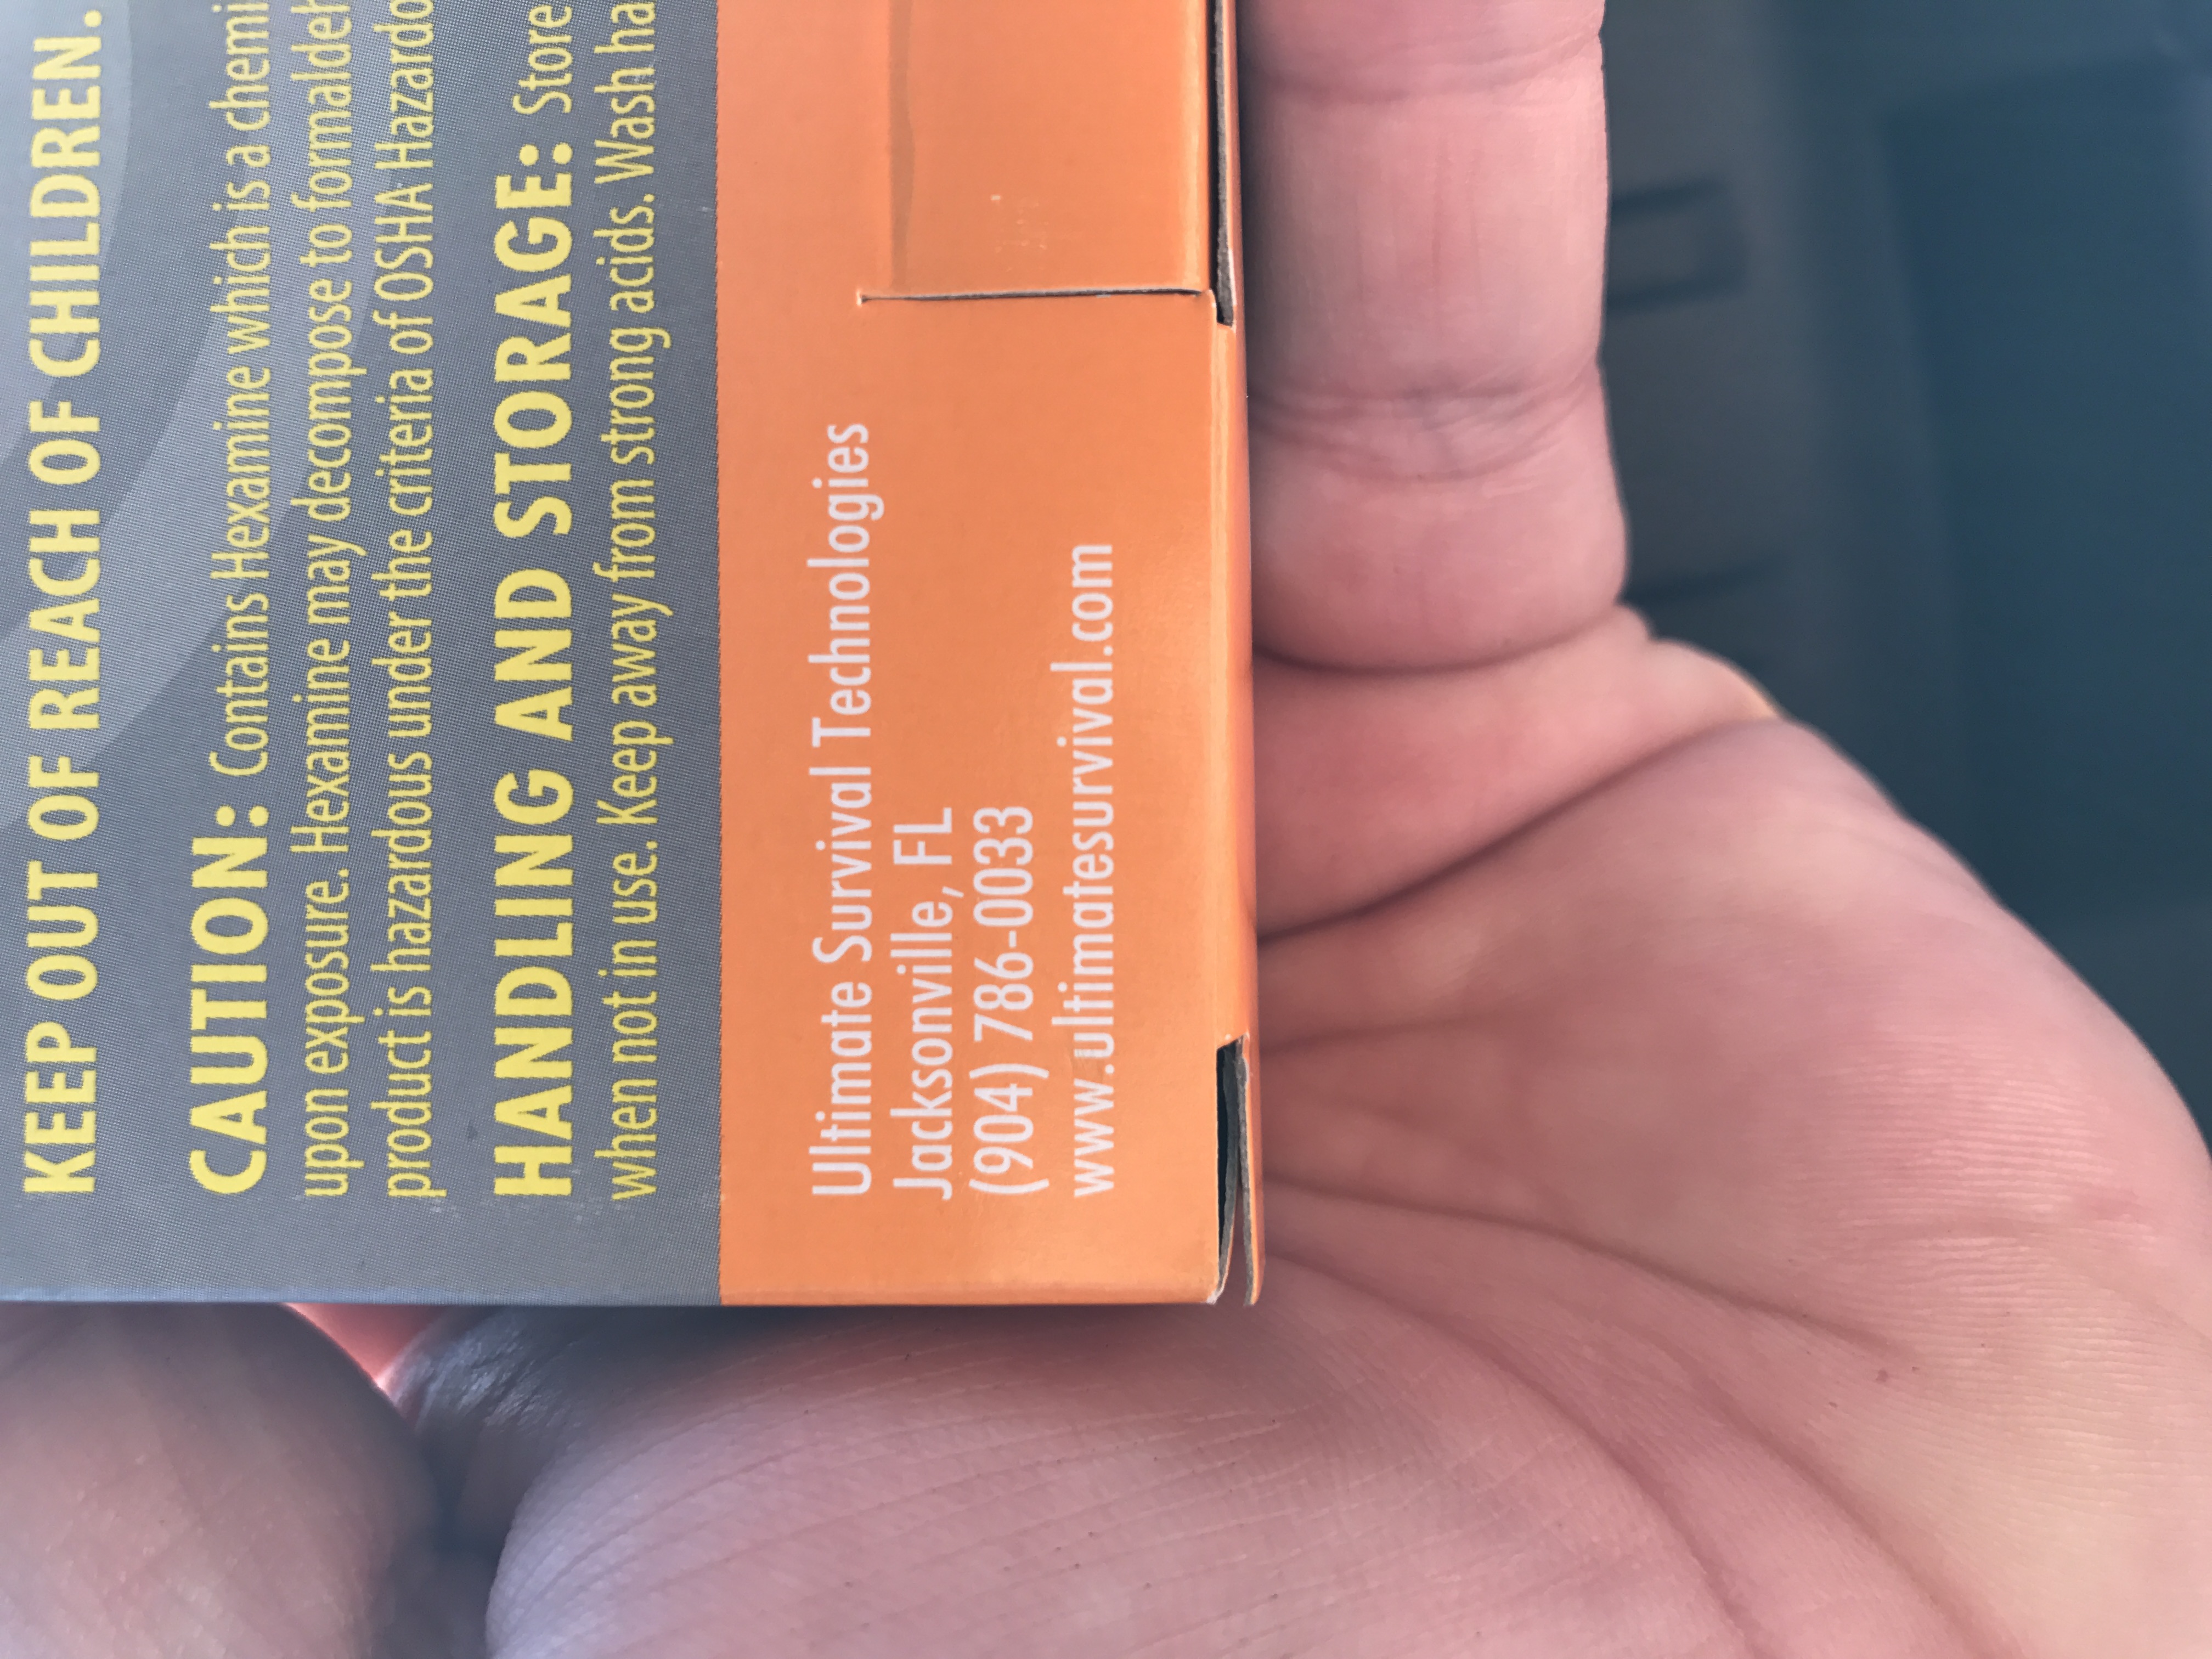 KEEP OUT OF REACH OF CHILDREN.
CAUTION: Contains Hexamine which is a
upon exposure. Hexamine may decompose to
product is hazardous under the criteria of OSHA
HANDLING AND STORAGE: Store
when not in use. Keep away from strong acids. Wash
Ultimate Survival Technologies
Jacksonville, FL
(904) 786-0033
www.ultimatesurvival.com